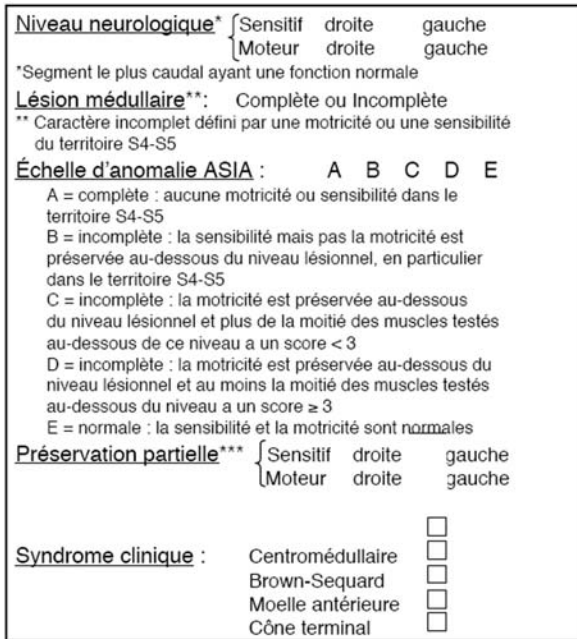 Niveau neurologique* Sensitif droite gauche
Moteur droite gauche
*Segment le plus caudal ayant une fonction normale
Lésion médullaire**: Complète ou Incomplète
** Caractère incomplet défini par une motricité ou une sensibilité
du territoire S4-S5
Échelle d'anomalie ASIA : A B C D E
A = complète : aucune motricité ou sensibilité dans le
territoire S4-S5
B = incomplète : la sensibilité mais pas la motricité est
préservée au-dessous du niveau lésionnel, en particulier
dans le territoire S4-S5
C = incomplète : la motricité est préservée au-dessous
du niveau lésionnel et plus de la moitié des muscles testés
au-dessous de ce niveau a un score < 3
D = incomplète : la motricité est préservée au-dessous du
niveau lésionnel et au moins la moitié des muscles testés
au-dessous du niveau a un score ≥ 3
E = normale : la sensibilité et la motricité sont normales
Préservation partielle*** Sensitif droite gauche
Moteur droite gauche
Syndrome clinique : Centromédullaire
Brown-Sequard
Moelle antérieure
Cône terminal